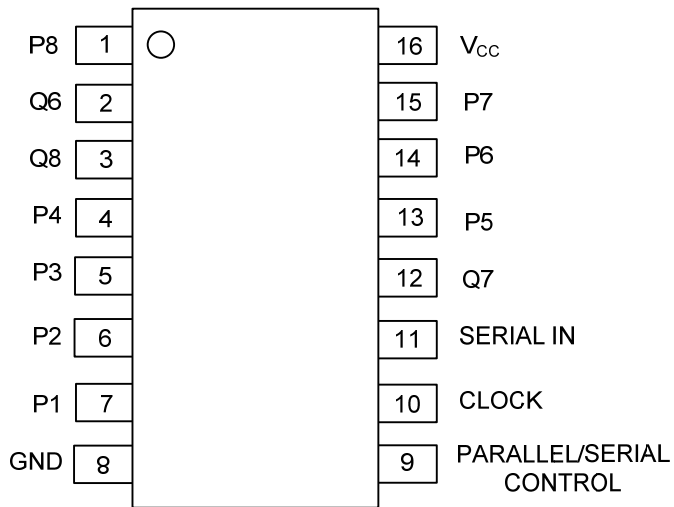 P8 1 16 VCC
Q6 2 15 P7
Q8 3 14 P6
P4 4 13 P5
P3 5 12 Q7
P2 6 11 SERIAL IN
P1 7 10 CLOCK
GND 8 9 PARALLEL/SERIAL
CONTROL